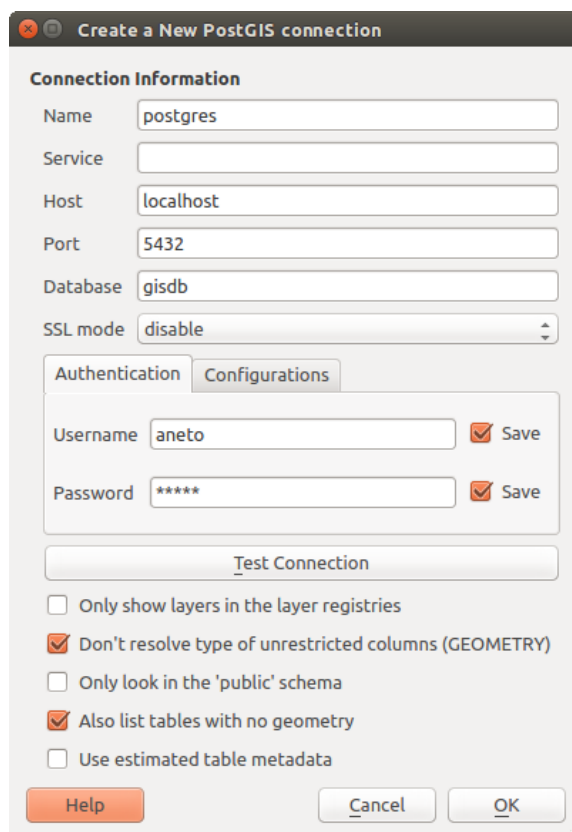 Create a New PostGIS connection
Connection Information
Name postgres
Service
Host localhost
Port 5432
Database gisdb
SSL mode disable
Authentication Configurations
Username aneto Save
Password ***** Save
Test Connection
Only show layers in the layer registries
Don't resolve type of unrestricted columns (GEOMETRY)
Only look in the 'public' schema
Also list tables with no geometry
Use estimated table metadata
Help Cancel OK